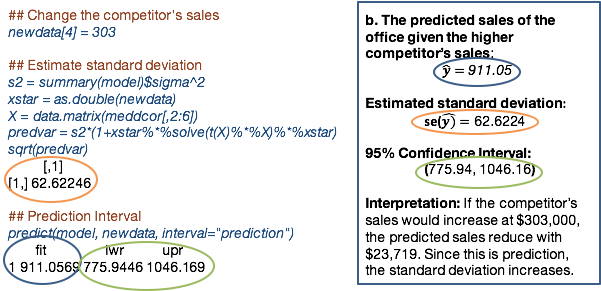 ## Change the competitor's sales
newdata[4] = 303
## Estimate standard deviation
s2 = summary(model)$sigma^2
xstar = as.double(newdata)
X = data.matrix(meddcor[,2:6])
predvar = s2*(1+xstar%*%solve(t(X)%*%X)%*%xstar)
sqrt(predvar)
[,1]
[1,] 62.62246
## Prediction Interval
predict(model, newdata, interval="prediction")
fit lwr upr
1 911.0569 775.9446 1046.169
b. The predicted sales of the
office given the higher
competitor's sales:
ŷ = 911.05
Estimated standard deviation:
se(ŷ) = 62.6224
95% Confidence Interval:
(775.94, 1046.16)
Interpretation: If the competitor's
sales would increase at $303,000,
the predicted sales reduce with
$23,719. Since this is prediction,
the standard deviation increases.